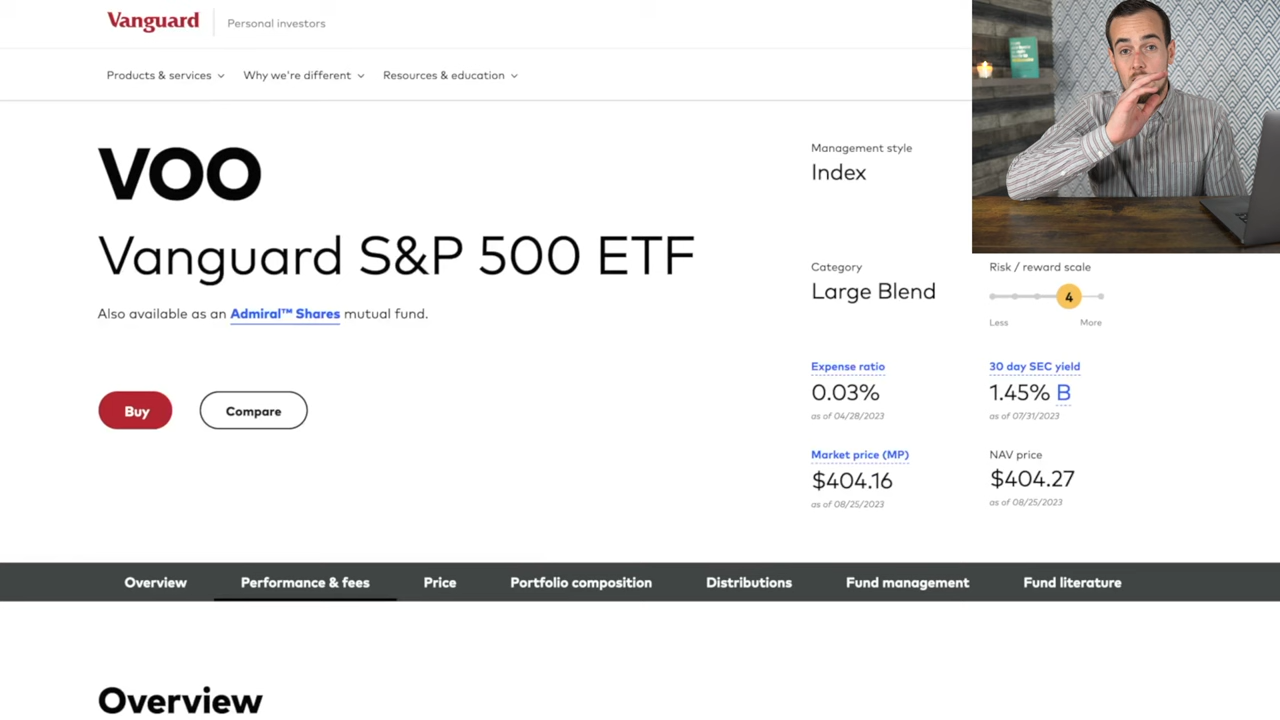 Vanguard
Personal investors
Products & services
Why we're different
Resources & education
VOO
Vanguard S&P 500 ETF
Also available as an Admiral™ Shares mutual fund.
Buy
Compare
Management style
Index
Category
Large Blend
Risk / reward scale
4
Less
More
Expense ratio
0.03%
as of 04/28/2023
30 day SEC yield
1.45% B
as of 07/31/2023
Market price (MP)
$404.16
as of 08/25/2023
NAV price
$404.27
as of 08/25/2023
Overview
Performance & fees
Price
Portfolio composition
Distributions
Fund management
Fund literature
Overview